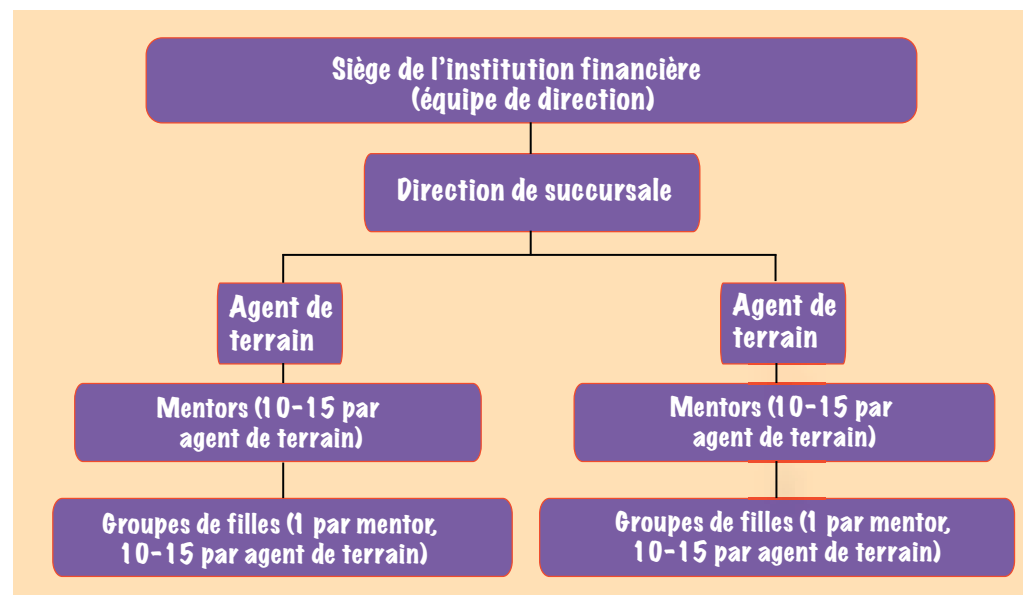 Siège de l'institution financière
(équipe de direction)
Direction de succursale
Agent de
terrain
Agent de
terrain
Mentors (10-15 par
agent de terrain)
Mentors (10-15 par
agent de terrain)
Groupes de filles (1 par mentor,
10-15 par agent de terrain)
Groupes de filles (1 par mentor,
10-15 par agent de terrain)